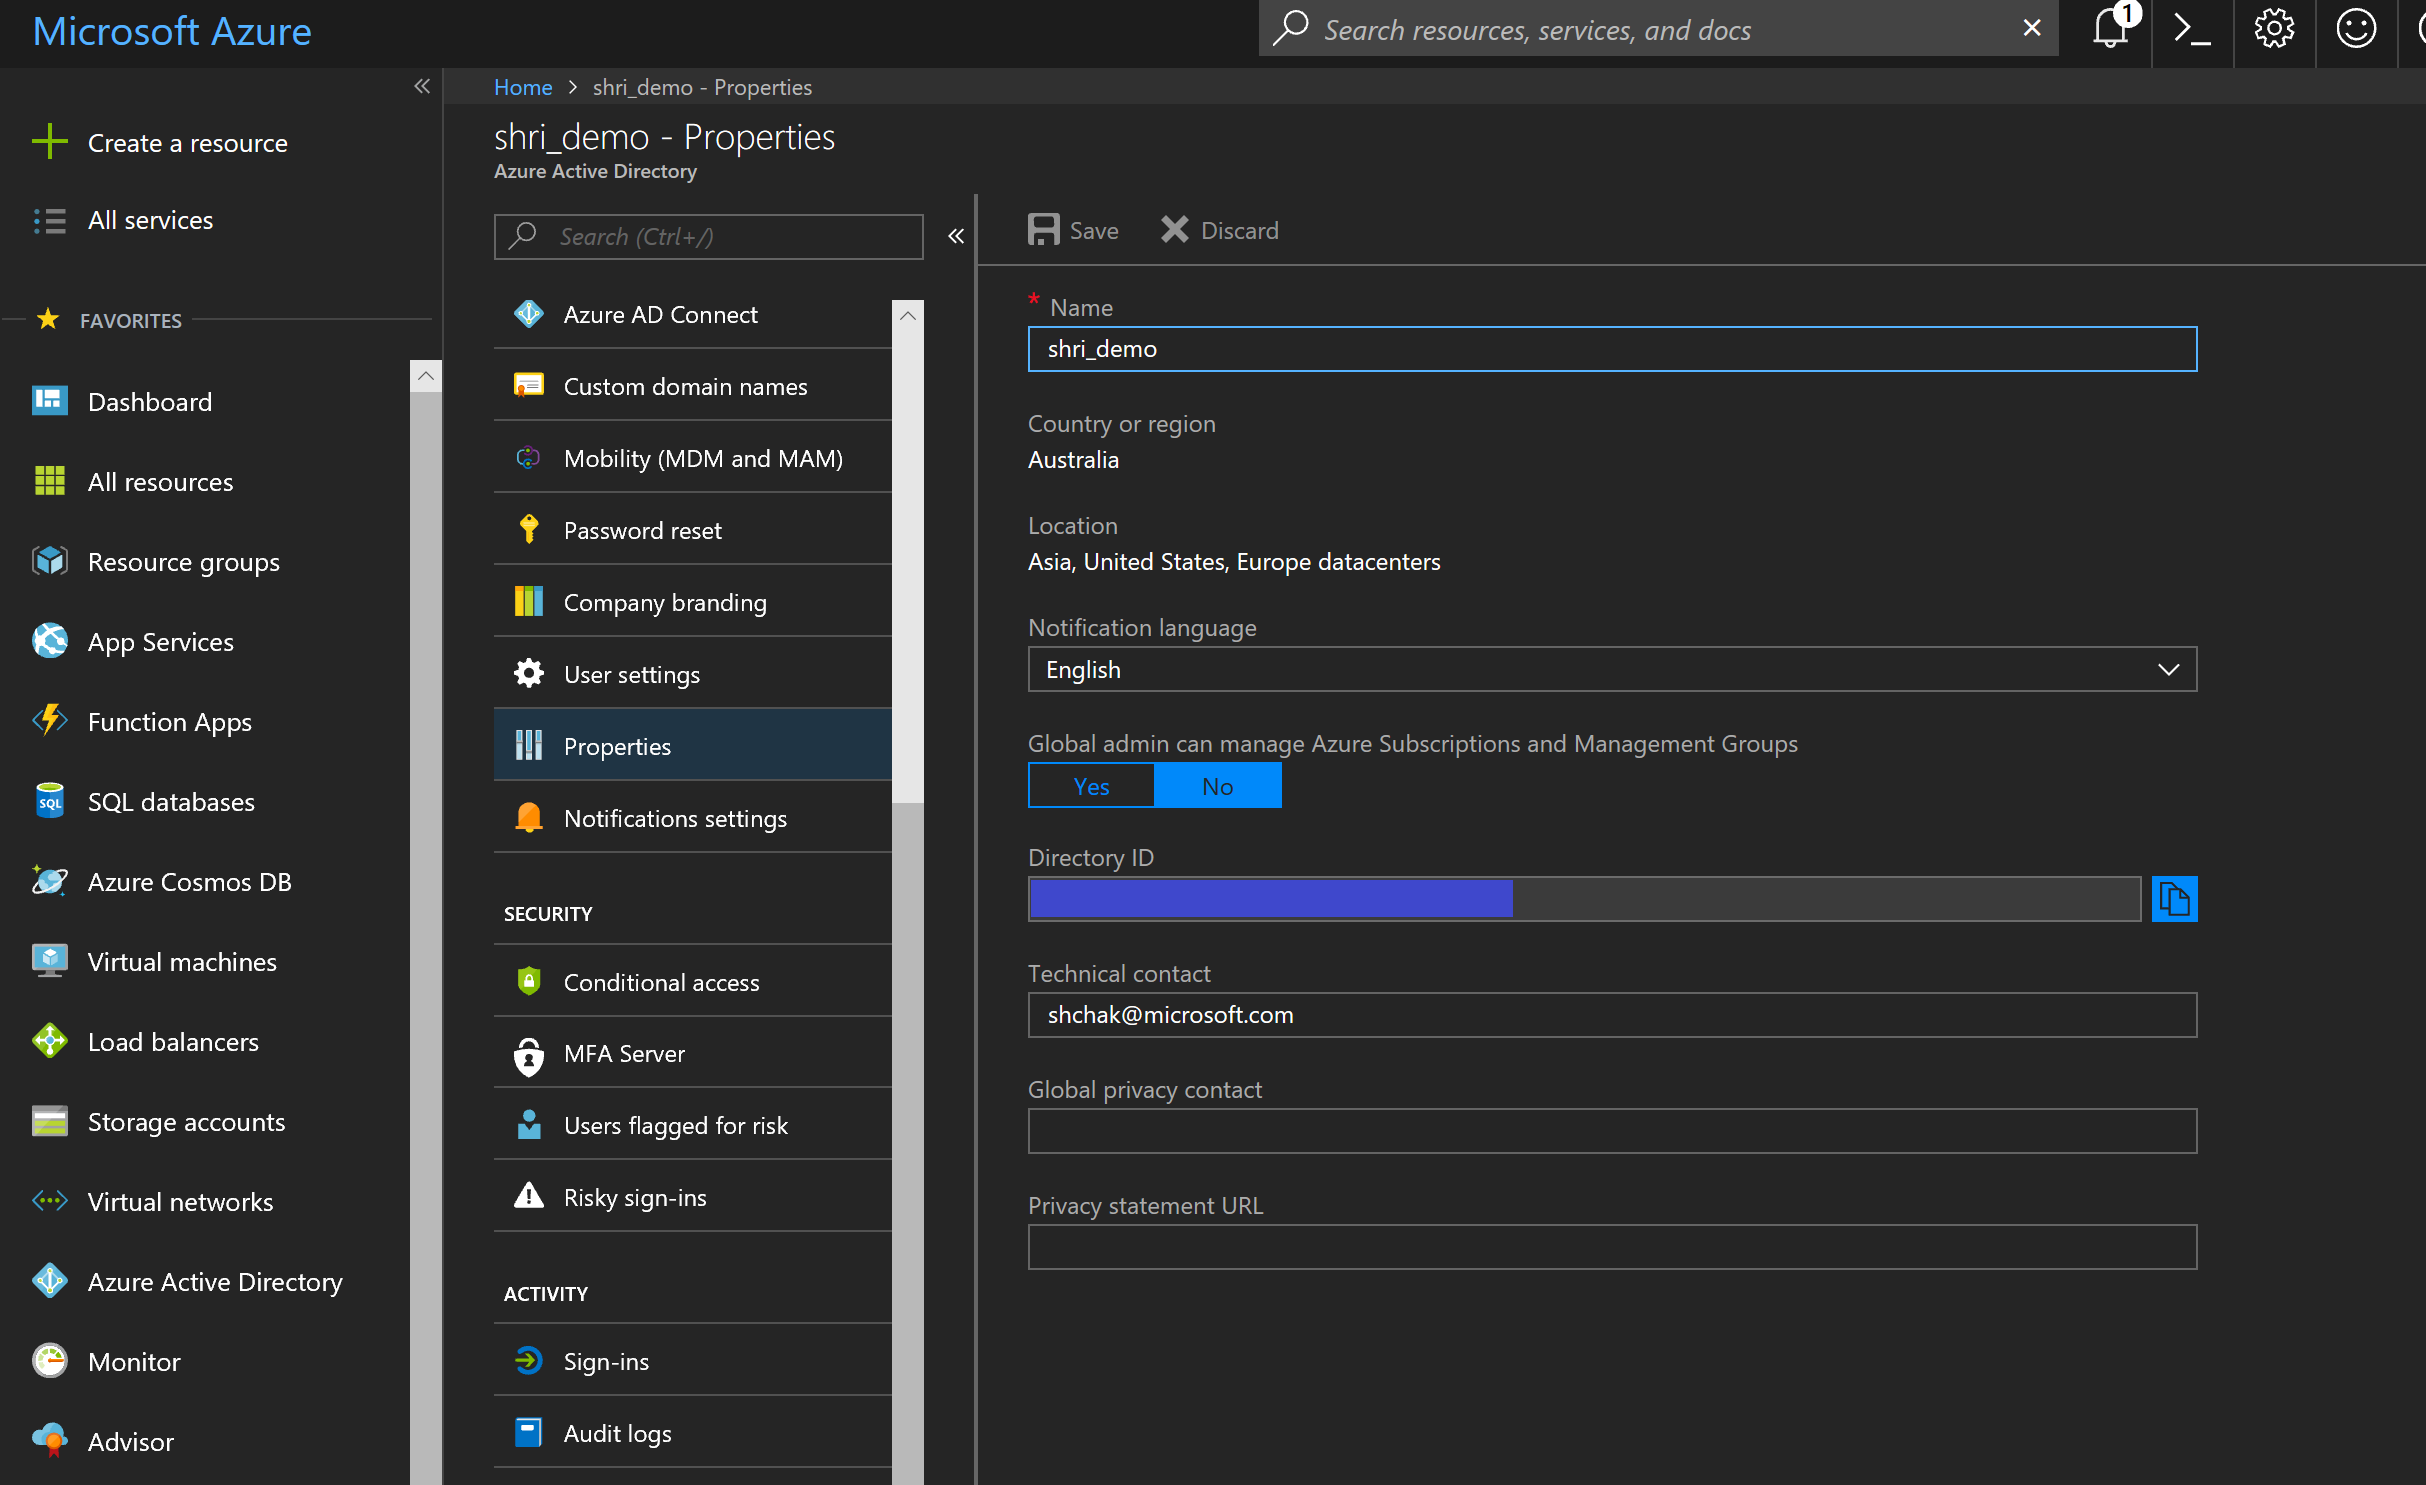 Microsoft Azure
Search resources, services, and docs
1
Home > shri_demo - Properties
shri_demo - Properties
Azure Active Directory
Create a resource
All services
FAVORITES
Dashboard
All resources
Resource groups
App Services
Function Apps
SQL databases
SQL
Azure Cosmos DB
Virtual machines
Load balancers
Storage accounts
Virtual networks
Azure Active Directory
Monitor
Advisor
Search (Ctrl+/)
Azure AD Connect
Custom domain names
Mobility (MDM and MAM)
Password reset
Company branding
User settings
Properties
Notifications settings
SECURITY
Conditional access
MFA Server
Users flagged for risk
Risky sign-ins
ACTIVITY
Sign-ins
Audit logs
Save Discard
* Name
shri_demo
Country or region
Australia
Location
Asia, United States, Europe datacenters
Notification language
English
Global admin can manage Azure Subscriptions and Management Groups
Yes No
Directory ID
Technical contact
shchak@microsoft.com
Global privacy contact
Privacy statement URL